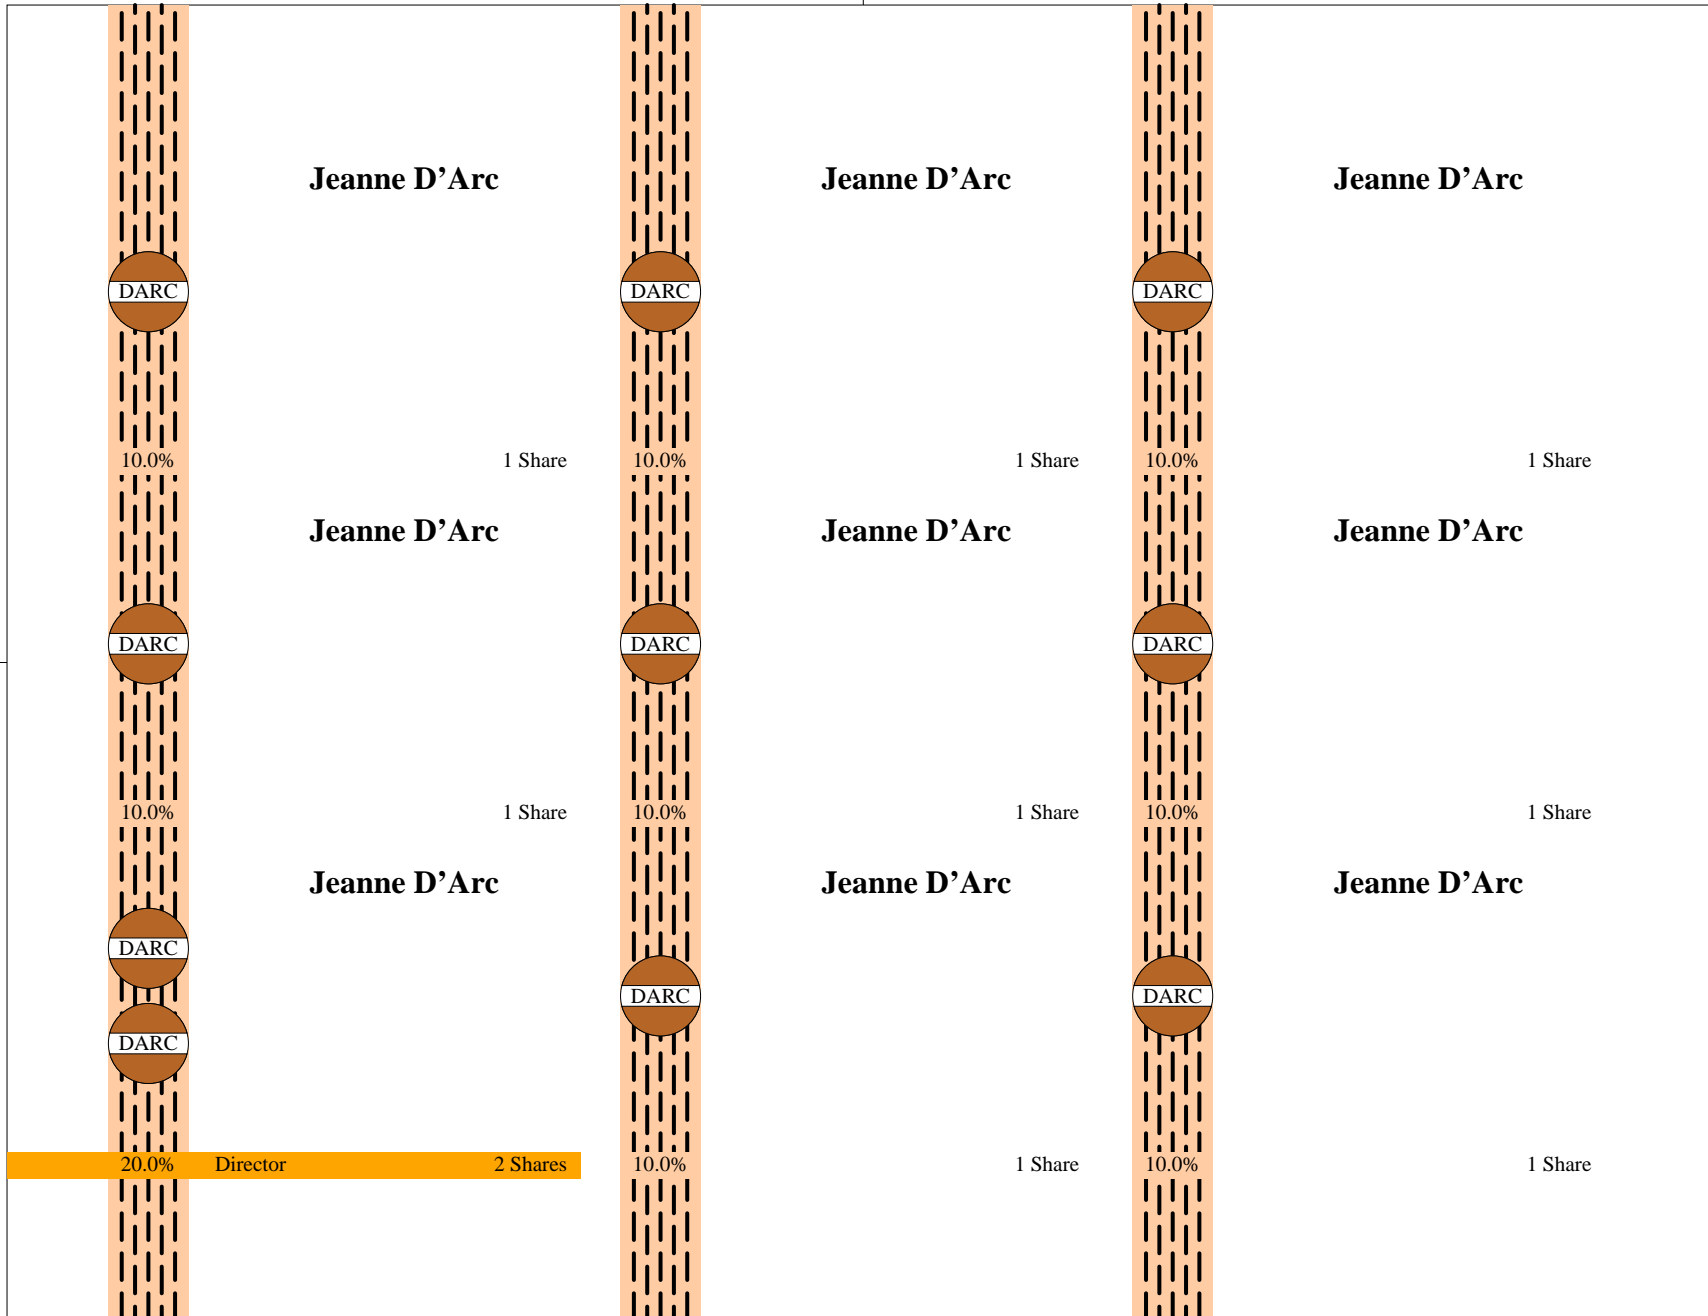 Jeanne D’Arc Jeanne D’Arc Jeanne D’Arc
DARC DARC DARC
10.0% 1 Share 10.0% 1 Share 10.0% 1 Share
Jeanne D’Arc Jeanne D’Arc Jeanne D’Arc
DARC DARC DARC
10.0% 1 Share 10.0% 1 Share 10.0% 1 Share
Jeanne D’Arc Jeanne D’Arc Jeanne D’Arc
DARC
DARC DARC
DARC
20.0% Director 2 Shares 10.0% 1 Share 10.0% 1 Share